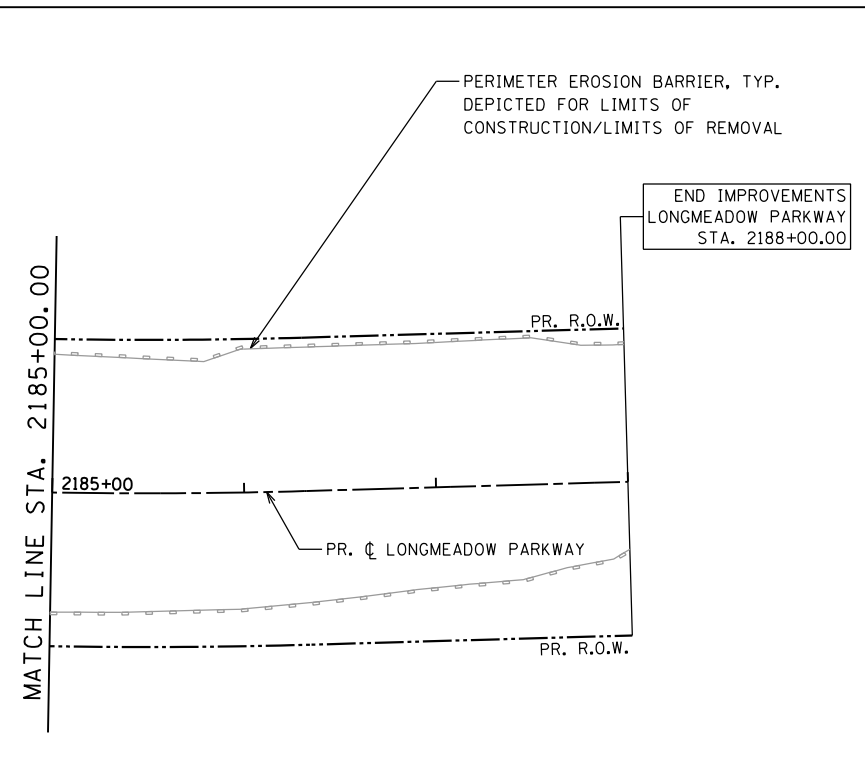 PERIMETER EROSION BARRIER, TYP.
DEPICTED FOR LIMITS OF
CONSTRUCTION/LIMITS OF REMOVAL
END IMPROVEMENTS
LONGMEADOW PARKWAY
STA. 2188+00.00
PR. R.O.W.
MATCH LINE STA. 2185+00.00
2185+00
PR. ℄ LONGMEADOW PARKWAY
PR. R.O.W.